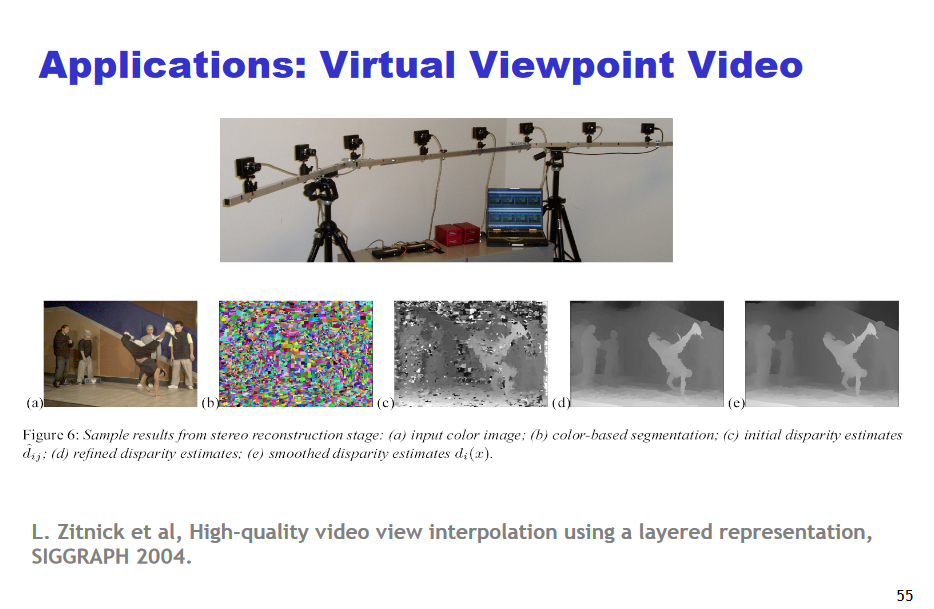 Applications: Virtual Viewpoint Video
(a) (b) (c) (d) (e)
Figure 6: Sample results from stereo reconstruction stage: (a) input color image; (b) color-based segmentation; (c) initial disparity estimates
d̂ij; (d) refined disparity estimates; (e) smoothed disparity estimates di(x).
L. Zitnick et al, High-quality video view interpolation using a layered representation,
SIGGRAPH 2004.
55